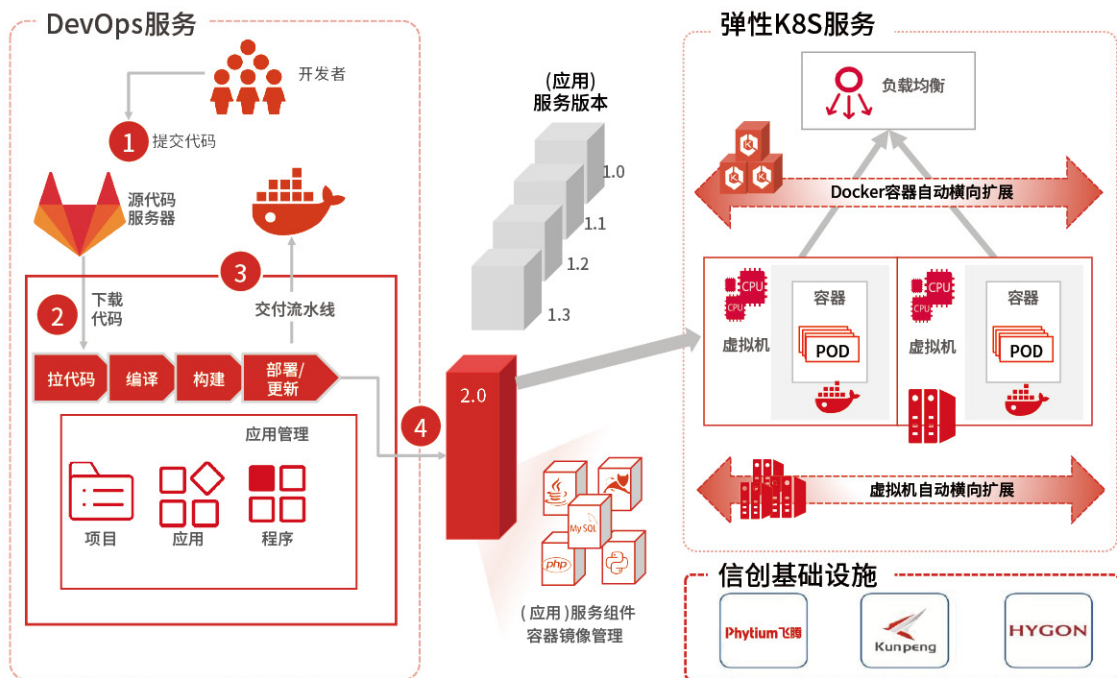 DevOps服务
开发者
1
提交代码
源代码
服务器
3
2
下载
代码
交付流水线
拉代码
编译
构建
部署/
更新
应用管理
项目
应用
程序
4
(应用)
服务版本
1.0
1.1
1.2
1.3
2.0
MySQL
php
(应用)服务组件
容器镜像管理
弹性K8S服务
负载均衡
K
K
K
Docker容器自动横向扩展
CPU
CPU
虚拟机
容器
POD
CPU
CPU
虚拟机
容器
POD
虚拟机自动横向扩展
信创基础设施
Phytium飞腾
Kunpeng
HYGON